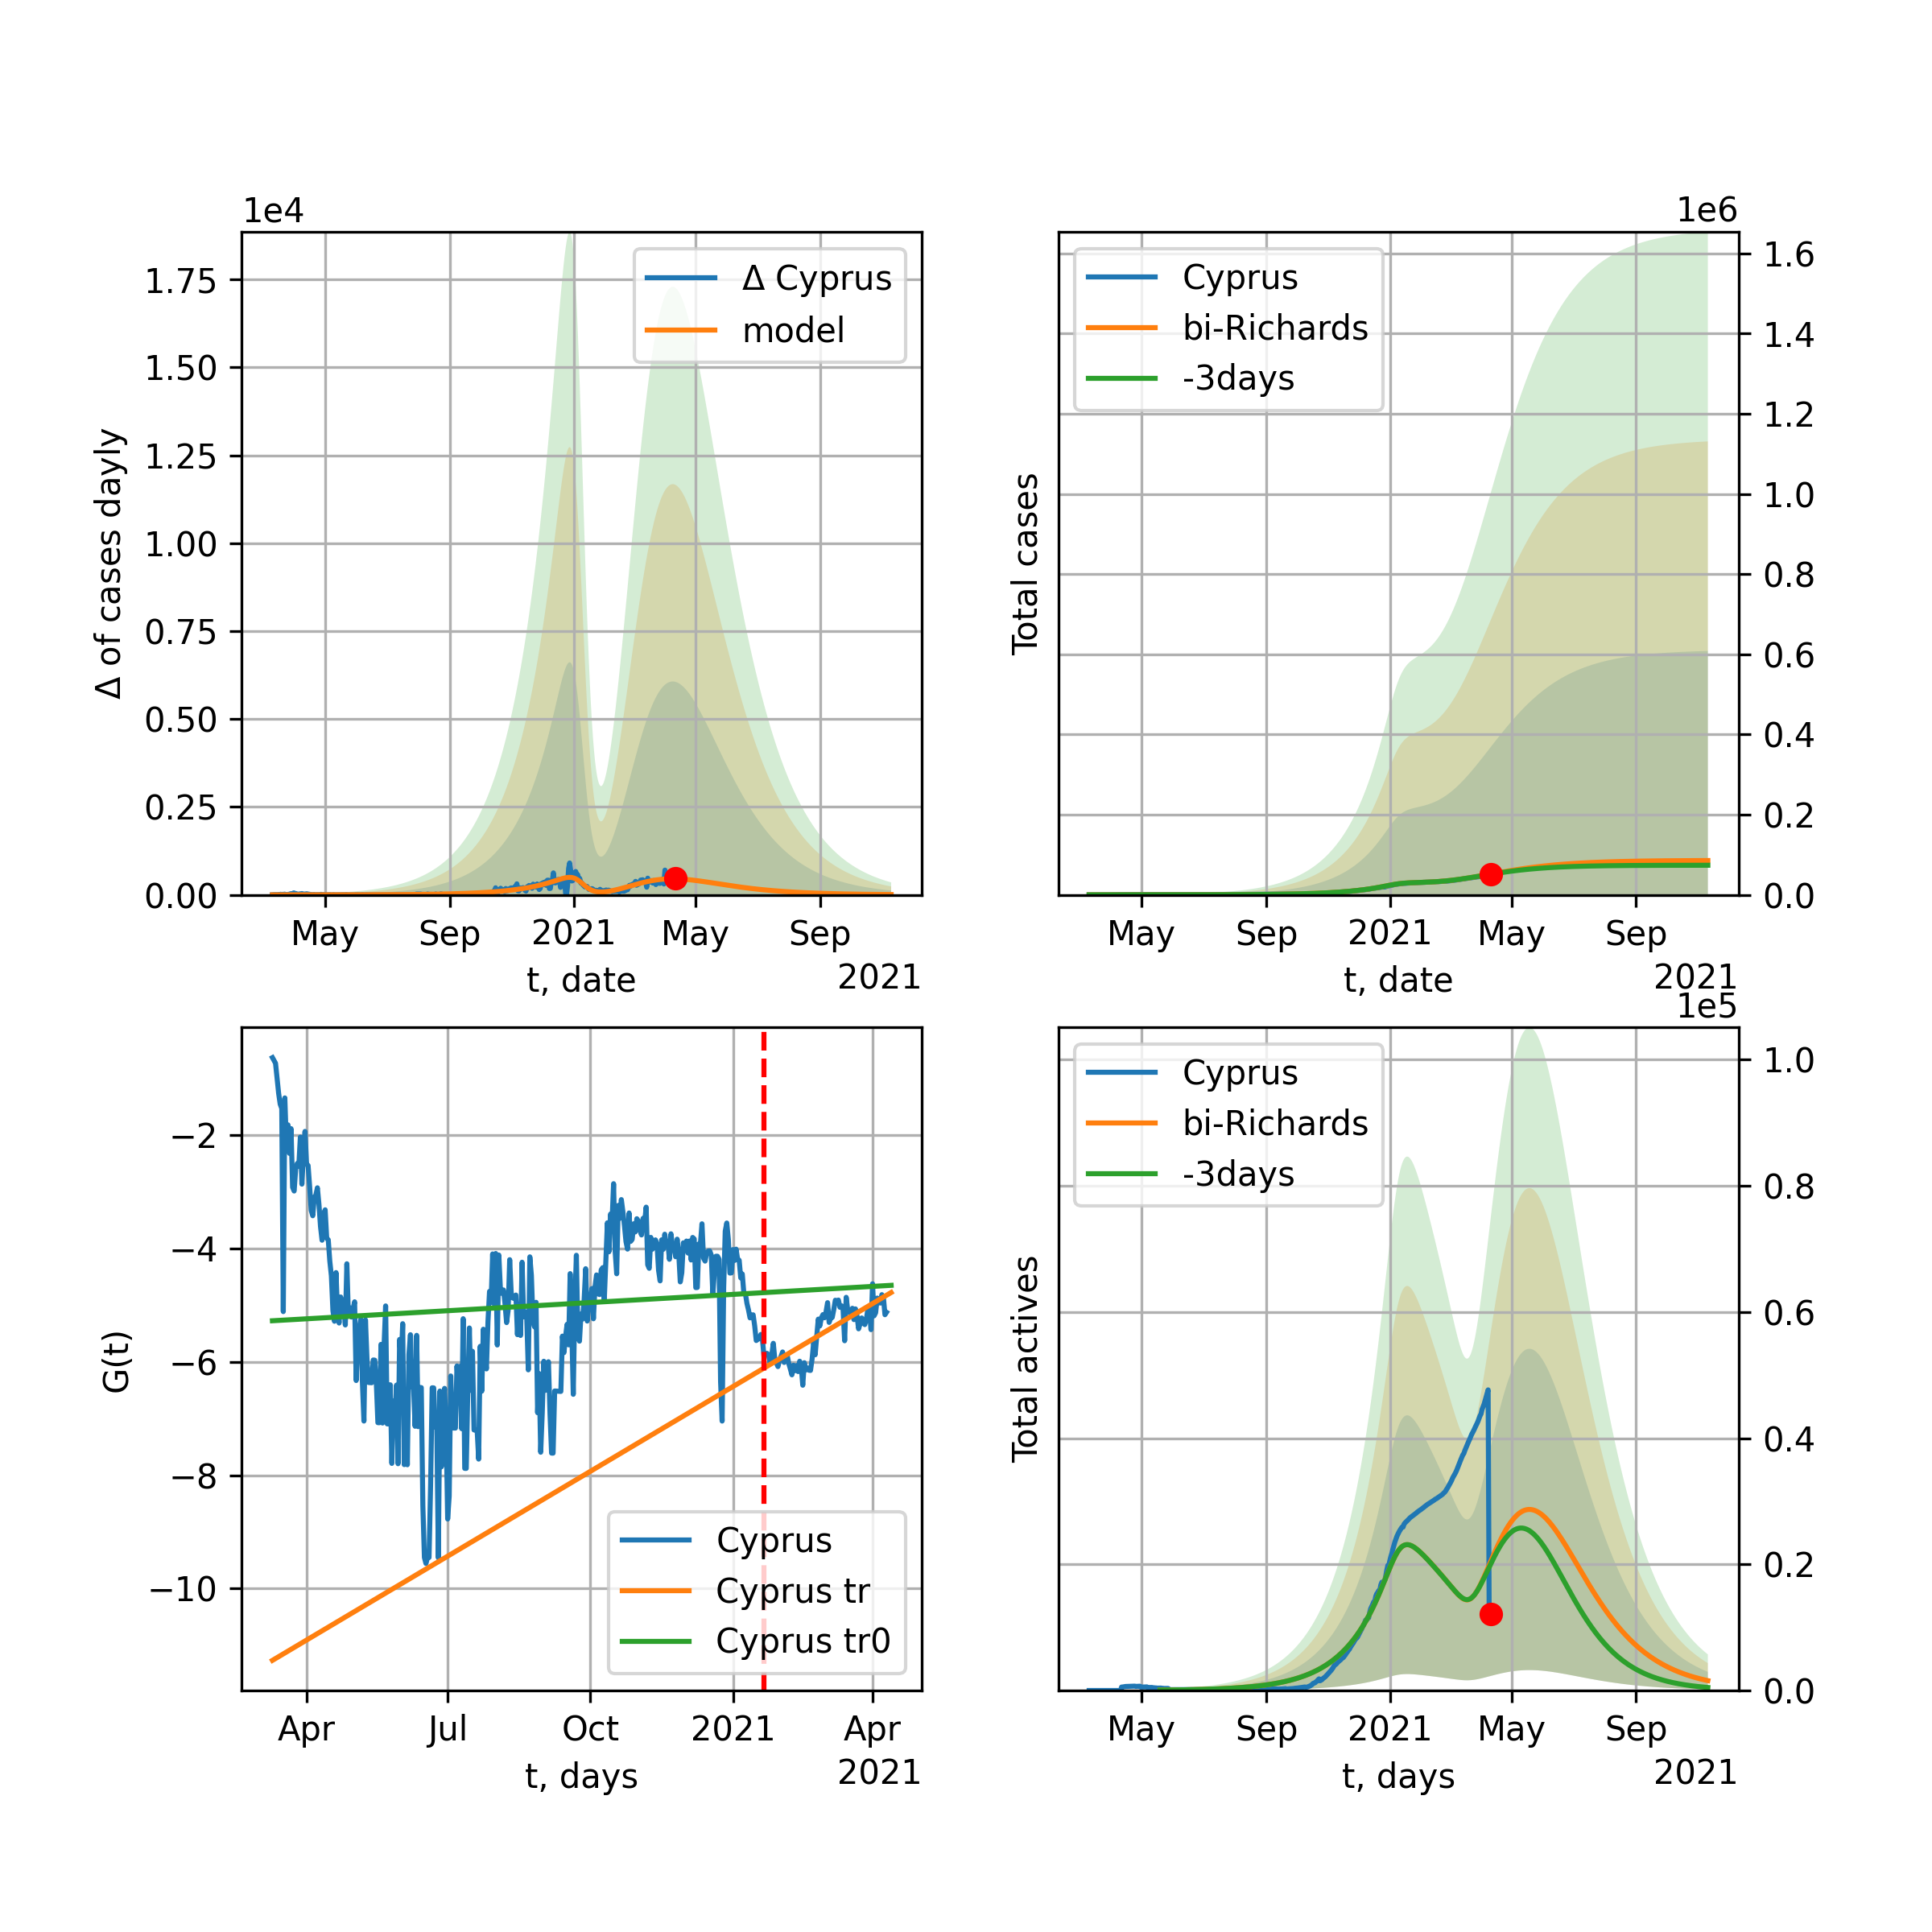 1e4
Δ of cases dayly
1.75
1.50
1.25
1.00
0.75
0.50
0.25
0.00
Δ Cyprus
model
May
Sep
2021
May
Sep
t, date
2021
1e6
Total cases
Cyprus
bi-Richards
-3days
1.6
1.4
1.2
1.0
0.8
0.6
0.4
0.2
0.0
May
Sep
2021
May
Sep
t, date
2021
G(t)
−2
−4
−6
−8
−10
Cyprus
Cyprus tr
Cyprus tr0
Apr
Jul
Oct
2021
Apr
t, days
2021
1e5
Total actives
Cyprus
bi-Richards
-3days
1.0
0.8
0.6
0.4
0.2
0.0
May
Sep
2021
May
Sep
t, days
2021